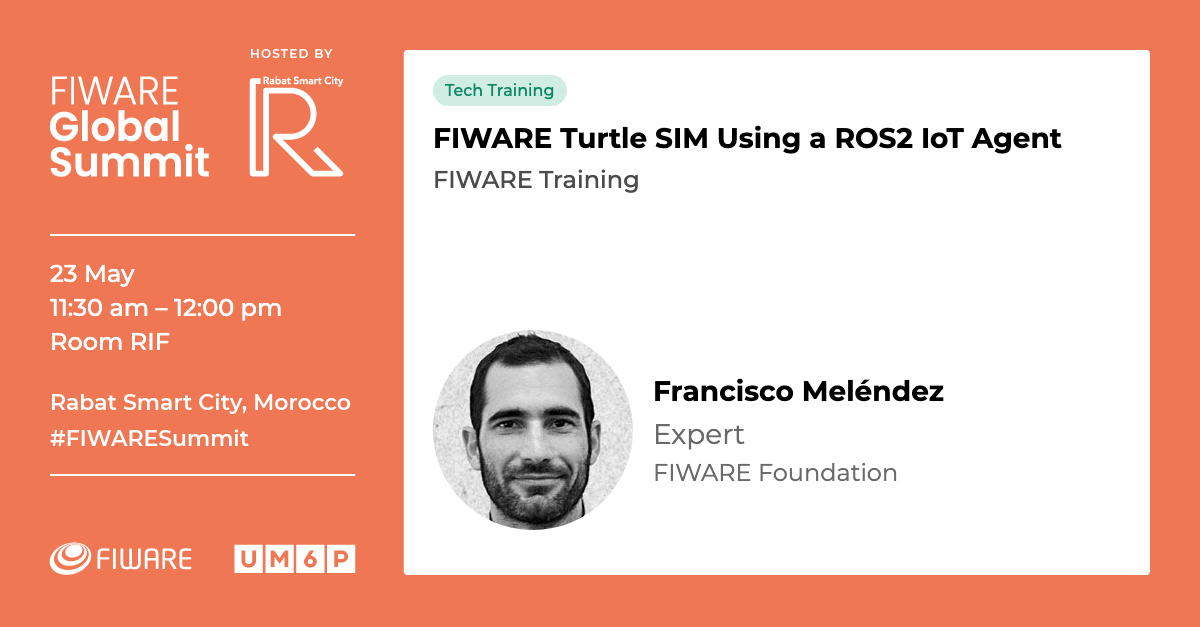 HOSTED BY
FIWARE
Global
Summit
Rabat Smart City
R
23 May
11:30 am – 12:00 pm
Room RIF
Rabat Smart City, Morocco
#FIWARESummit
FIWARE
UM6P
Tech Training
FIWARE Turtle SIM Using a ROS2 IoT Agent
FIWARE Training
Francisco Meléndez
Expert
FIWARE Foundation